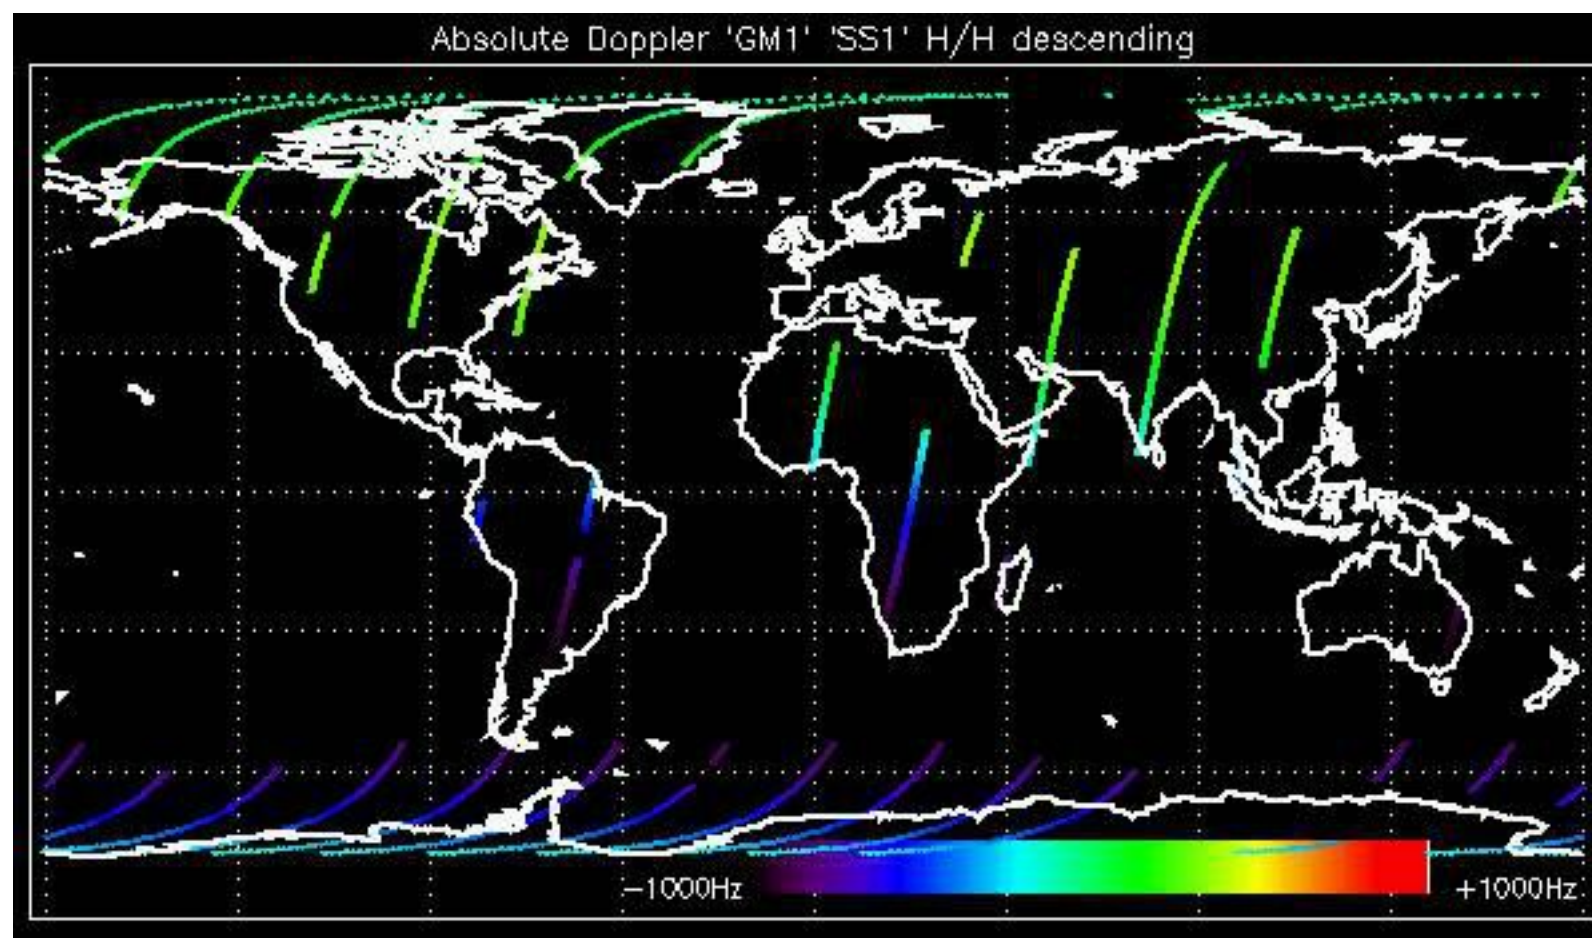 Absolute Doppler 'GM1' 'SS1' H/H descending
−1000Hz
+1000Hz